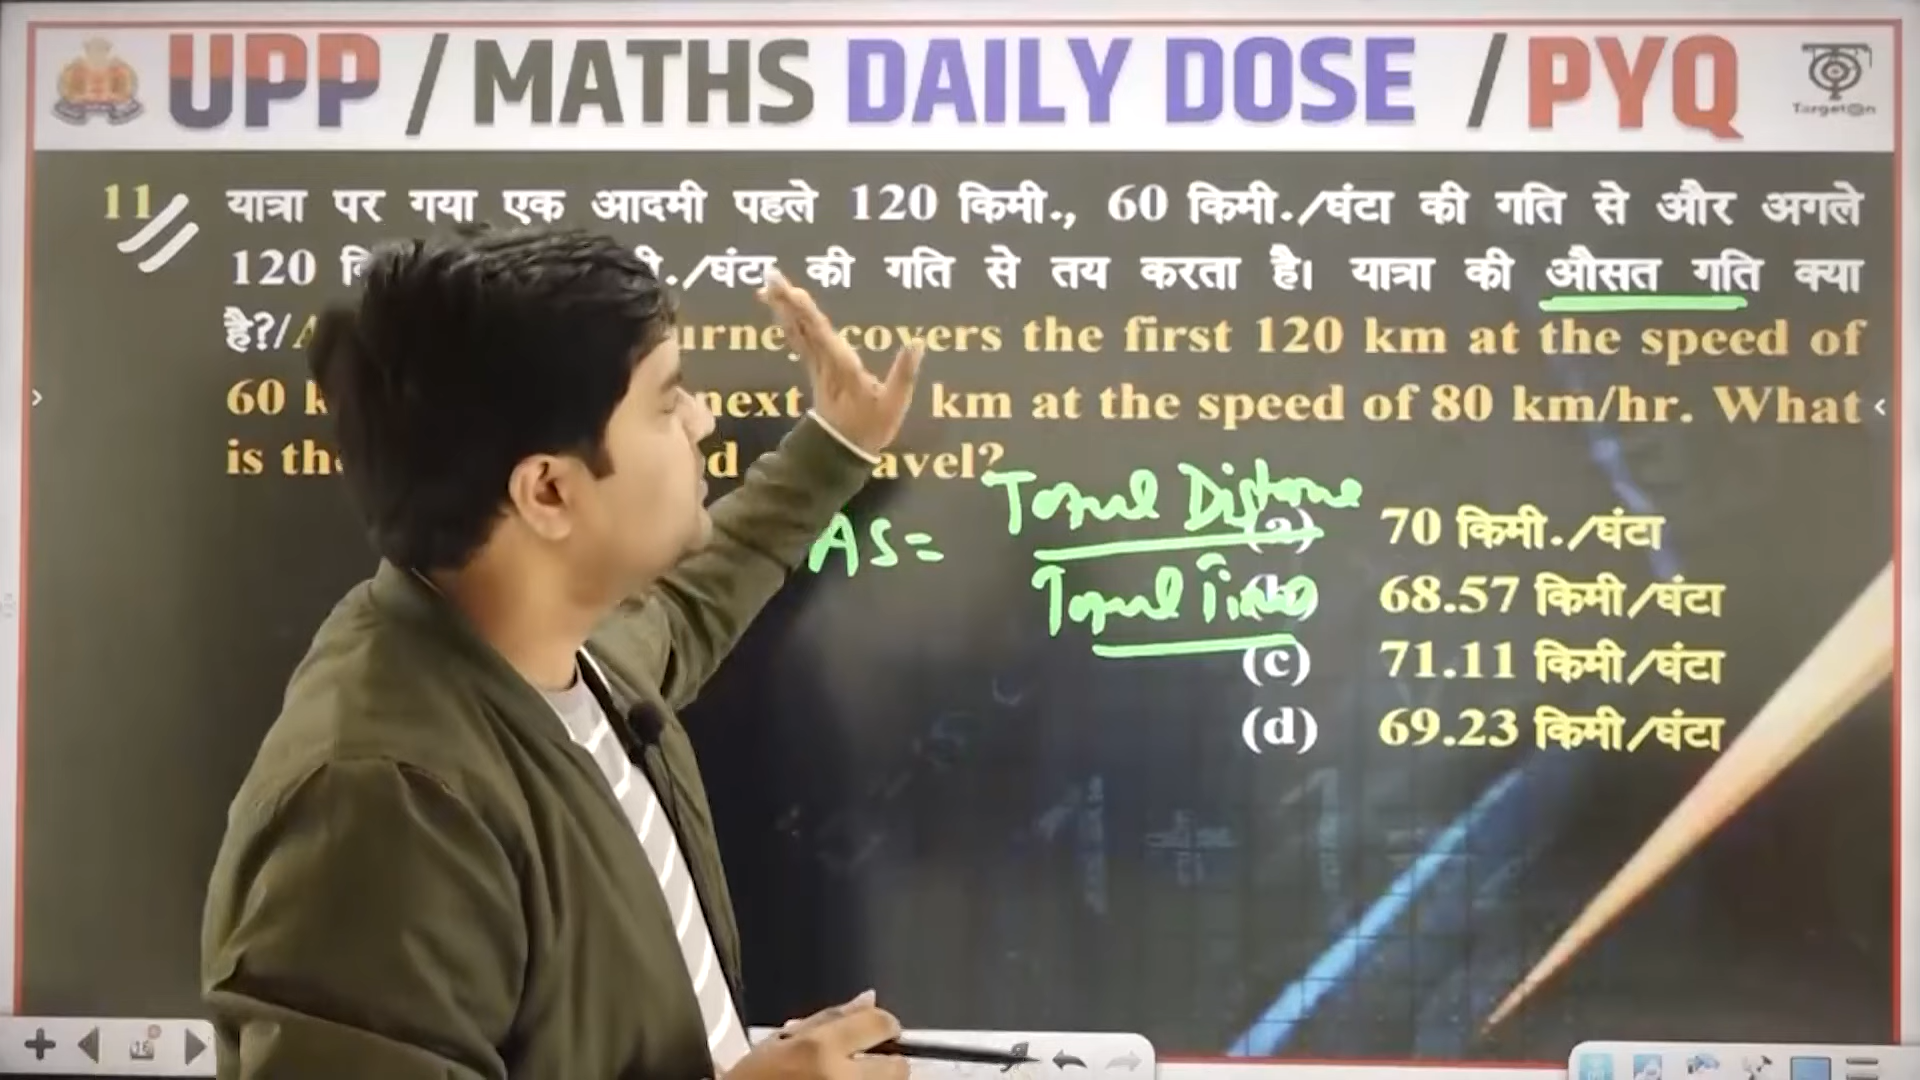 UPP / MATHS DAILY DOSE / PYQ
Target@n
11 यात्रा पर गया एक आदमी पहले 120 किमी., 60 किमी./घंटा की गति से और अगले
120 ./घंटा की गति से तय करता है। यात्रा की औसत गति क्या
है?/ covers the first 120 km at the speed of
60 next km at the speed of 80 km/hr. What
is
AS= Total Distance
Total Time
(a) 70 किमी./घंटा
(b) 68.57 किमी/घंटा
(c) 71.11 किमी/घंटा
(d) 69.23 किमी/घंटा